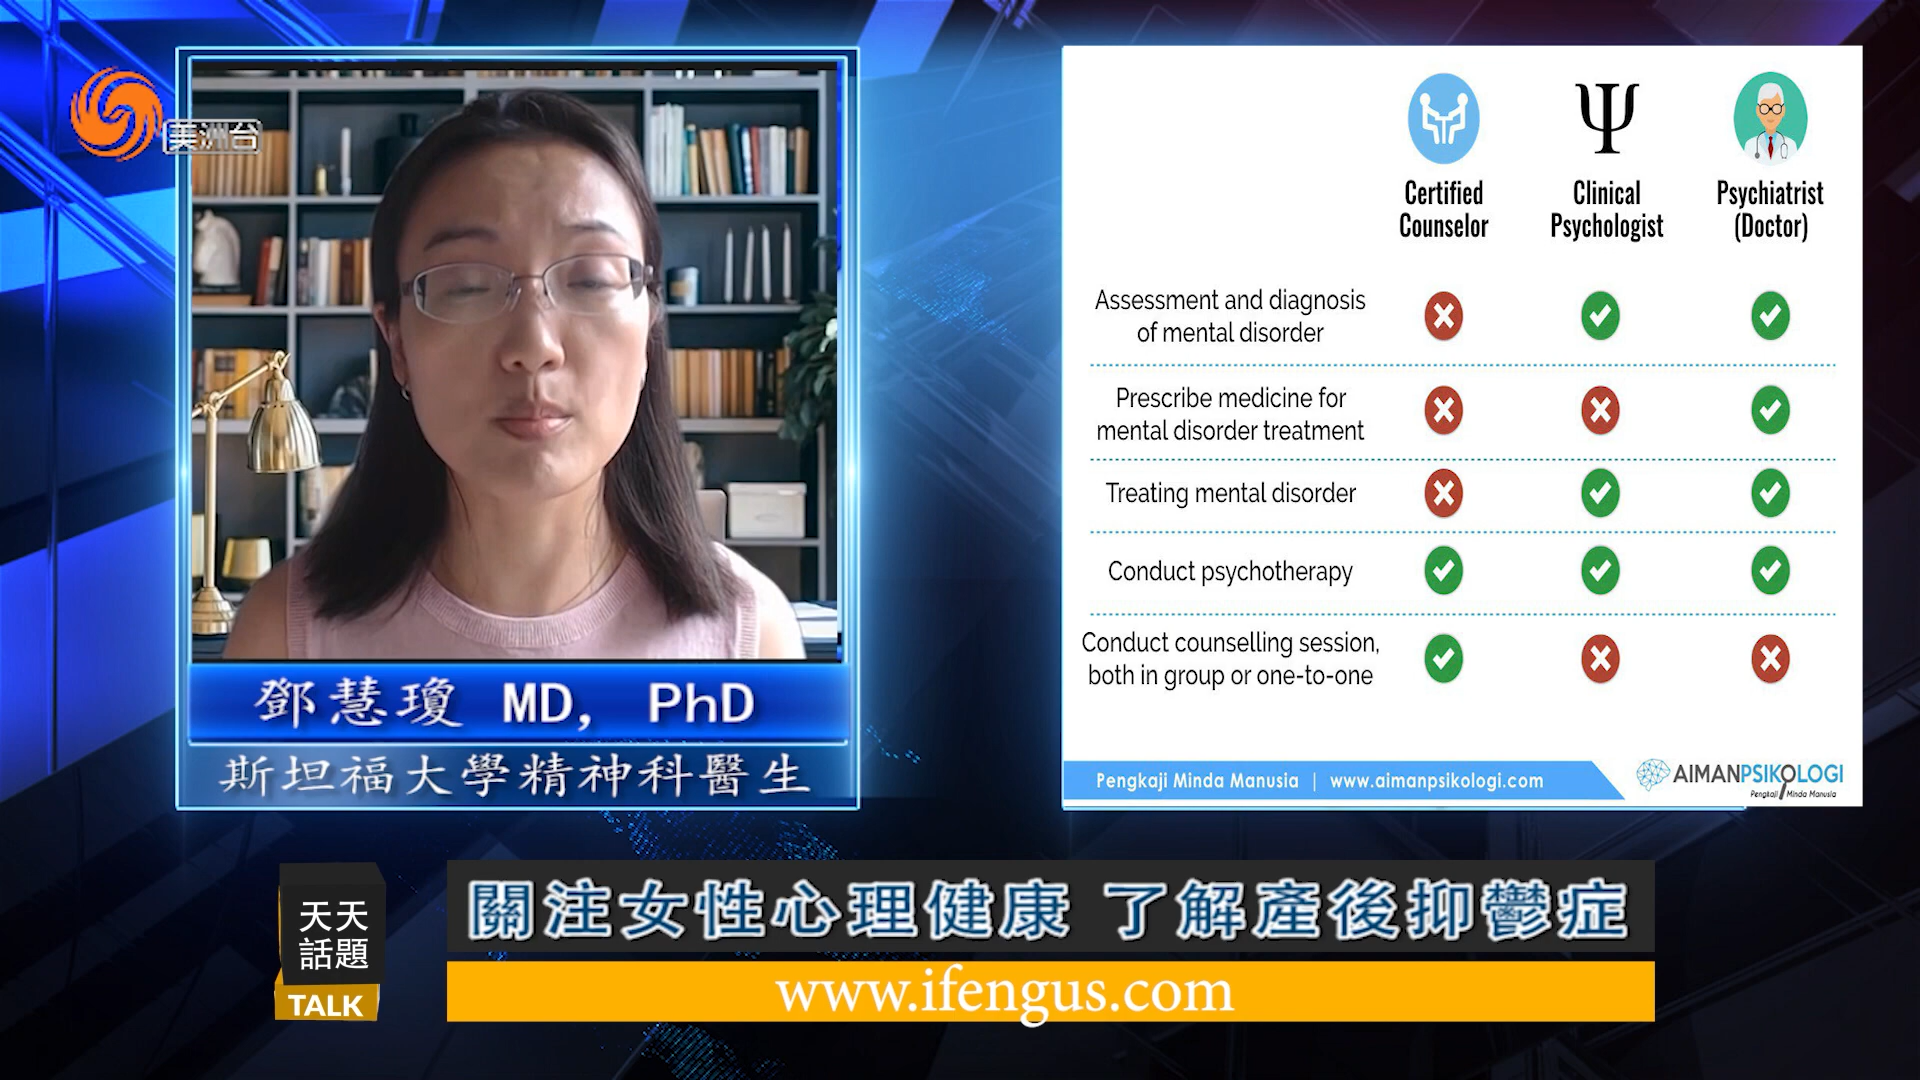 美洲台
鄧慧瓊 MD, PhD
斯坦福大學精神科醫生
Certified
Counselor
Clinical
Psychologist
Psychiatrist
(Doctor)
Assessment and diagnosis
of mental disorder
Prescribe medicine for
mental disorder treatment
Treating mental disorder
Conduct psychotherapy
Conduct counselling session,
both in group or one-to-one
Pengkaji Minda Manusia | www.aimanpsikologi.com
AIMANPSIKOLOGI
Pengkaji Minda Manusia
天天
話題
TALK
關注女性心理健康 了解產後抑鬱症
www.ifengus.com